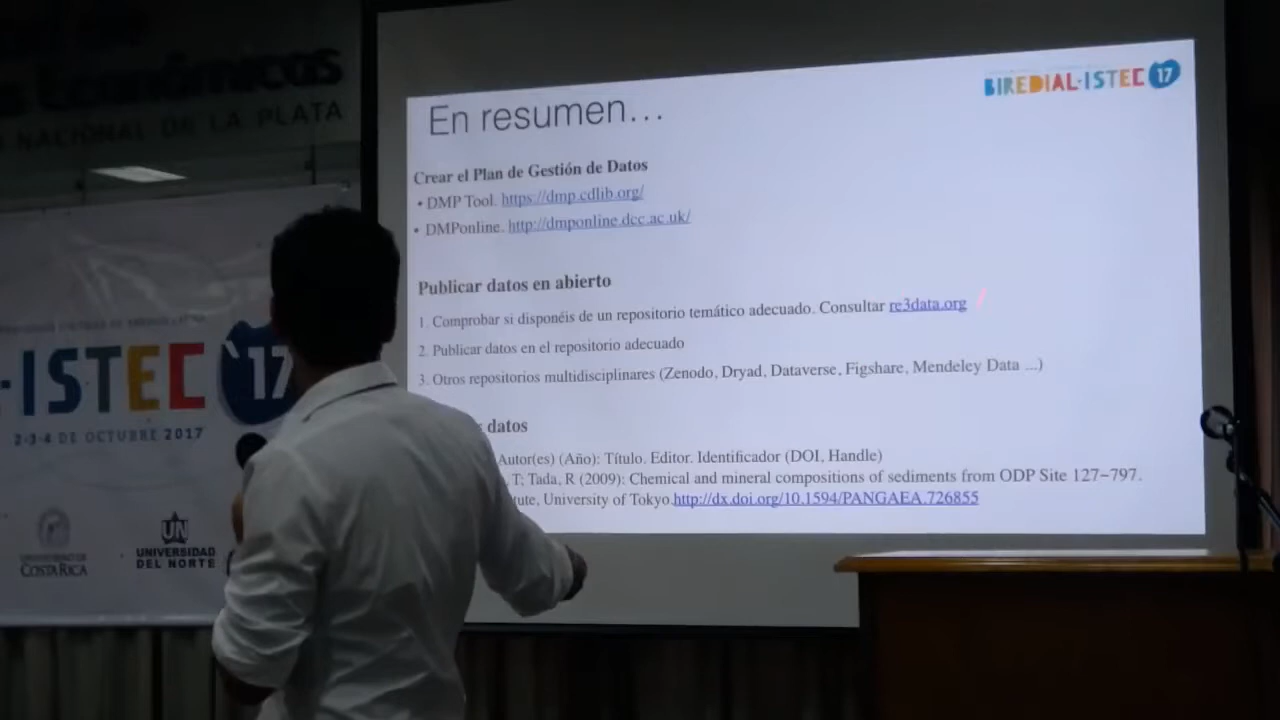 Económicas
NACIONAL DE LA PLATA
-ISTEC '17
2-3-4 DE OCTUBRE 2017
COSTA RICA
UN
UNIVERSIDAD
DEL NORTE
BIREDIAL-ISTEC 17
En resumen...
Crear el Plan de Gestión de Datos
• DMP Tool. https://dmp.cdlib.org/
• DMPonline. http://dmponline.dcc.ac.uk/
Publicar datos en abierto
1. Comprobar si disponéis de un repositorio temático adecuado. Consultar re3data.org
2. Publicar datos en el repositorio adecuado
3. Otros repositorios multidisciplinares (Zenodo, Dryad, Dataverse, Figshare, Mendeley Data ...)
datos
Autor(es) (Año): Título. Editor. Identificador (DOI, Handle)
T; Tada, R (2009): Chemical and mineral compositions of sediments from ODP Site 127–797.
University of Tokyo.http://dx.doi.org/10.1594/PANGAEA.726855